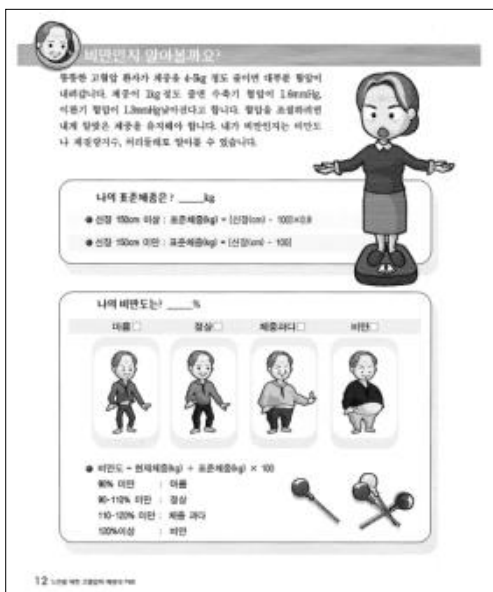 비만인지 알아볼까요?
뚱뚱한 고혈압 환자가 체중을 4-5kg 정도 줄이면 대부분 혈압이
내려갑니다. 체중이 1kg 정도 줄면 수축기 혈압이 1.6mmHg,
이완기 혈압이 1.3mmHg낮아진다고 합니다. 혈압을 조절하려면
내게 알맞은 체중을 유지해야 합니다. 내가 비만인지는 비만도
나 체질량지수, 허리둘레로 알아볼 수 있습니다.
나의 표준체중은? ____kg
● 신장 150cm 이상 : 표준체중(kg) = [신장(cm) - 100]×0.9
● 신장 150cm 미만 : 표준체중(kg) = [신장(cm) - 100]
나의 비만도는? ____%
마름□ 정상□ 체중과다□ 비만□
● 비만도 = 현재체중(kg) ÷ 표준체중(kg) × 100
90% 미만 : 마름
90-110% 미만 : 정상
110-120% 미만 : 체중 과다
120%이상 : 비만
12